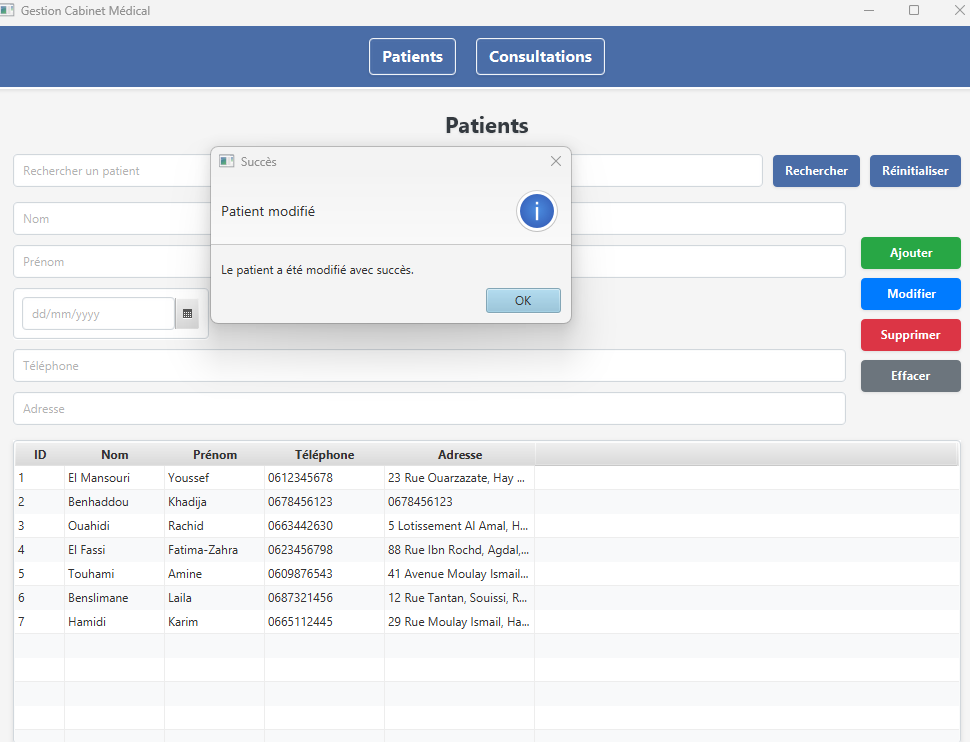 Gestion Cabinet Médical
Patients Consultations
Patients
Rechercher un patient Rechercher Réinitialiser
Succès
Patient modifié
Le patient a été modifié avec succès.
OK
Nom
Prénom
dd/mm/yyyy
Téléphone
Adresse
Ajouter
Modifier
Supprimer
Effacer
ID Nom Prénom Téléphone Adresse
1 El Mansouri Youssef 0612345678 23 Rue Ouarzazate, Hay ...
2 Benhaddou Khadija 0678456123 0678456123
3 Ouahidi Rachid 0663442630 5 Lotissement Al Amal, H...
4 El Fassi Fatima-Zahra 0623456798 88 Rue Ibn Rochd, Agdal,...
5 Touhami Amine 0609876543 41 Avenue Moulay Ismail...
6 Benslimane Laila 0687321456 12 Rue Tantan, Souissi, R...
7 Hamidi Karim 0665112445 29 Rue Moulay Ismail, Ha...